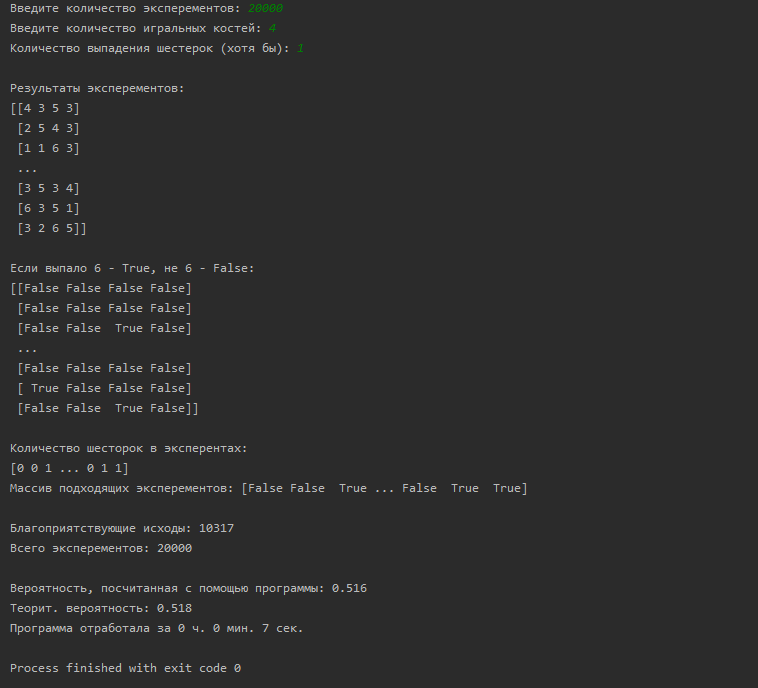 Введите количество эксперементов: 20000
Введите количество игральных костей: 4
Количество выпадения шестерок (хотя бы): 1
Результаты эксперементов:
[[4 3 5 3]
[2 5 4 3]
[1 1 6 3]
...
[3 5 3 4]
[6 3 5 1]
[3 2 6 5]]
Если выпало 6 - True, не 6 - False:
[[False False False False]
[False False False False]
[False False  True False]
...
[False False False False]
[ True False False False]
[False False  True False]]
Количество шесторок в эксперентах:
[0 0 1 ... 0 1 1]
Массив подходящих эксперементов: [False False  True ... False  True  True]
Благоприятствующие исходы: 10317
Всего эксперементов: 20000
Вероятность, посчитанная с помощью программы: 0.516
Теорит. вероятность: 0.518
Программа отработала за 0 ч. 0 мин. 7 сек.
Process finished with exit code 0